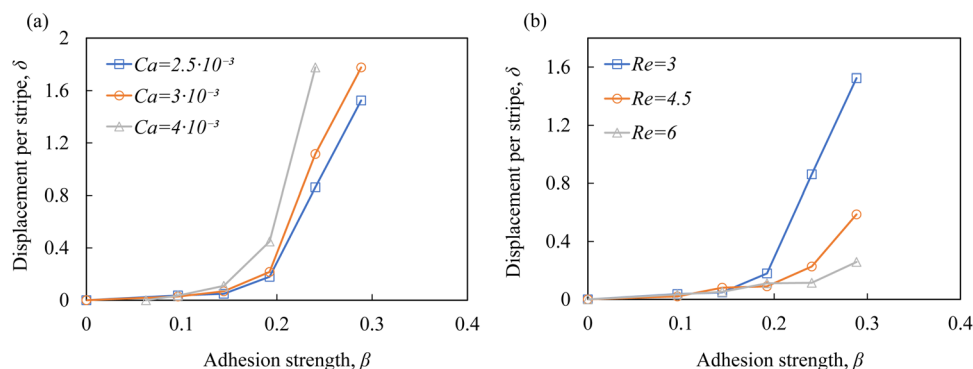 (a)
Displacement per stripe, δ
2
1.6
1.2
0.8
0.4
0
Ca=2.5·10⁻³
Ca=3·10⁻³
Ca=4·10⁻³
0 0.1 0.2 0.3 0.4
Adhesion strength, β
(b)
Displacement per stripe, δ
1.6
1.2
0.8
0.4
0
Re=3
Re=4.5
Re=6
0 0.1 0.2 0.3 0.4
Adhesion strength, β